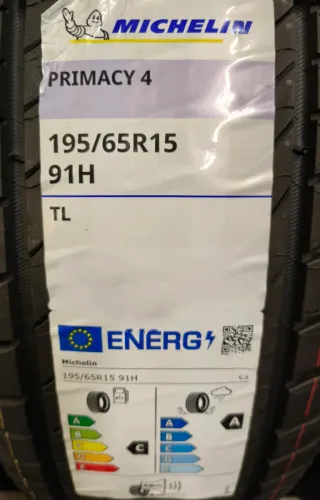 MICHELIN
PRIMACY 4
195/65R15
91H
TL
ENERG
Michelin
195/65R15 91H
C1
A
B
C
D
E
C
A
B
C
D
E
A